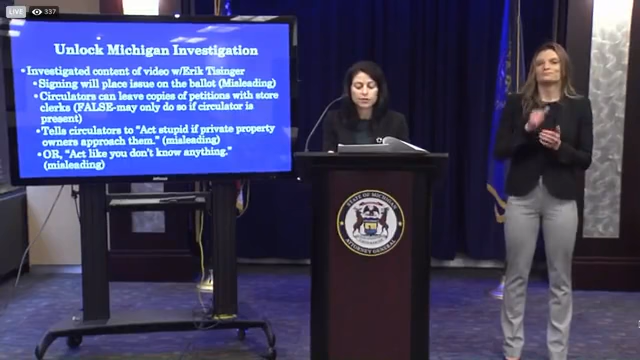 LIVE
337
Unlock Michigan Investigation
• Investigated content of video w/Erik Tisinger
• Signing will place issue on the ballot (Misleading)
• Circulators can leave copies of petitions with store
clerks (FALSE-may only do so if circulator is
present)
• Tells circulators to "Act stupid if private property
owners approach them." (misleading)
• OR, "Act like you don't know anything."
(misleading)
STATE OF MICHIGAN
ATTORNEY GENERAL